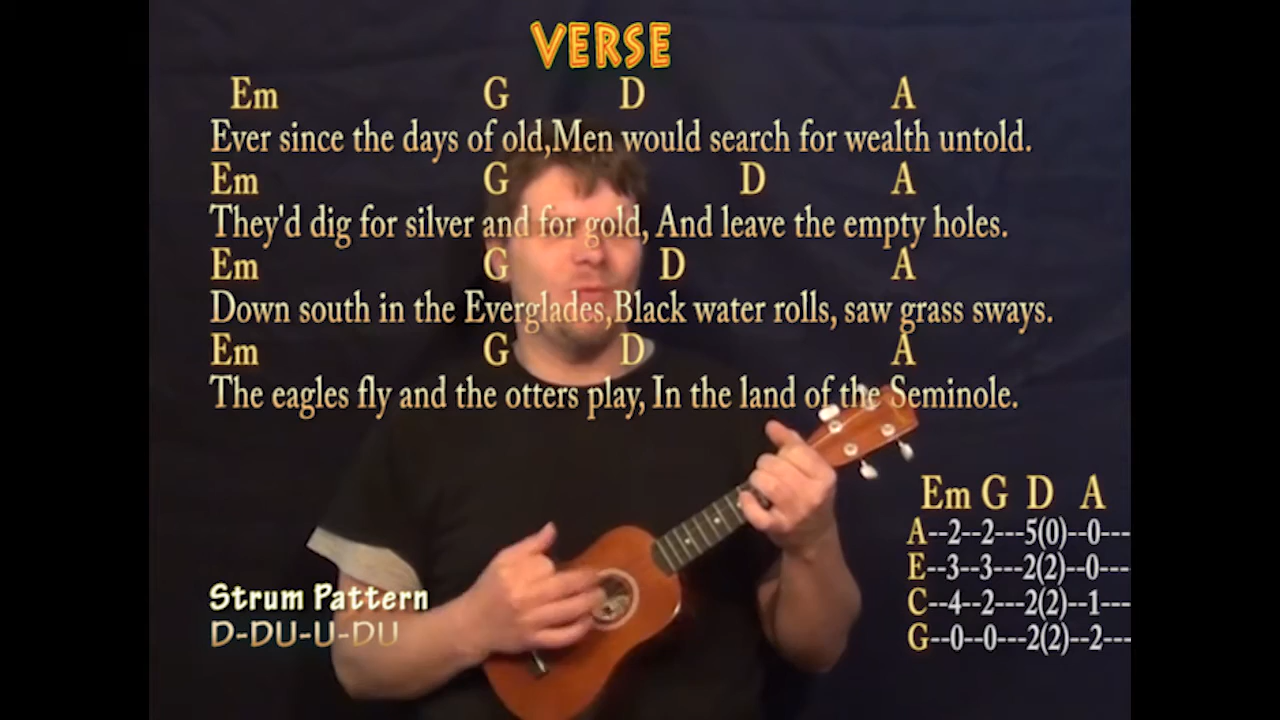 VERSE
Em G D A
Ever since the days of old,Men would search for wealth untold.
Em G D A
They'd dig for silver and for gold, And leave the empty holes.
Em G D A
Down south in the Everglades,Black water rolls, saw grass sways.
Em G D A
The eagles fly and the otters play, In the land of the Seminole.
Em G D A
A--2--2---5(0)--0---
E--3--3---2(2)--0---
C--4--2---2(2)--1---
G--0--0---2(2)--2---
Strum Pattern
D-DU-U-DU